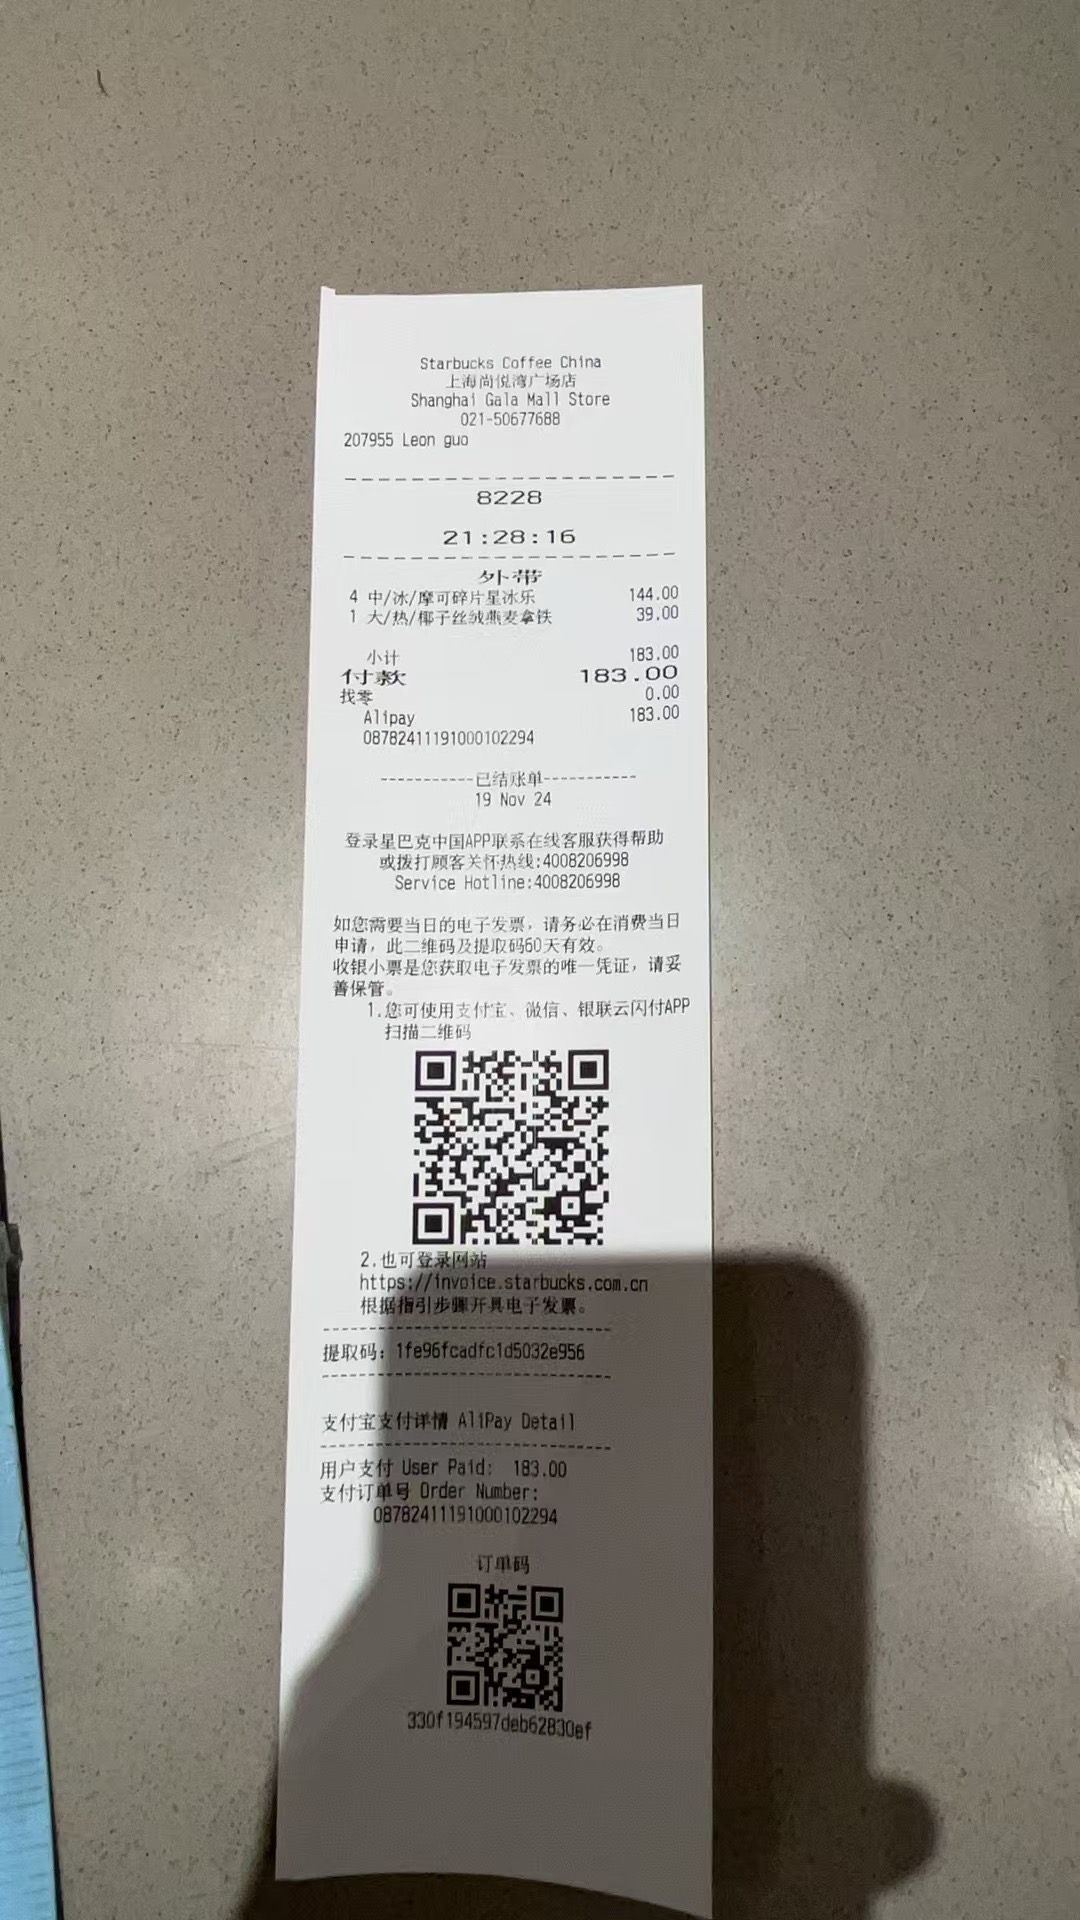 Starbucks Coffee China
上海尚悦湾广场店
Shanghai Gala Mall Store
021-50677688
207955 Leon guo
8228
21:28:16
外带
4 中/冰/摩可碎片星冰乐 144.00
1 大/热/椰子丝绒燕麦拿铁 39.00
小计 183.00
付款 183.00
找零 0.00
Alipay 183.00
08782411191000102294
-----------已结账单-----------
19 Nov 24
登录星巴克中国APP联系在线客服获得帮助
或拨打顾客关怀热线:4008206998
Service Hotline:4008206998
如您需要当日的电子发票，请务必在消费当日
申请，此二维码及提取码60天有效。
收银小票是您获取电子发票的唯一凭证，请妥
善保管。
1.您可使用支付宝、微信、银联云闪付APP
扫描二维码
2.也可登录网站
https://invoice.starbucks.com.cn
根据指引步骤开具电子发票。
提取码: 1fe96fcadfc1d5032e956
支付宝支付详情 AliPay Detail
用户支付 User Paid: 183.00
支付订单号 Order Number:
08782411191000102294
订单码
330f194597deb62830ef